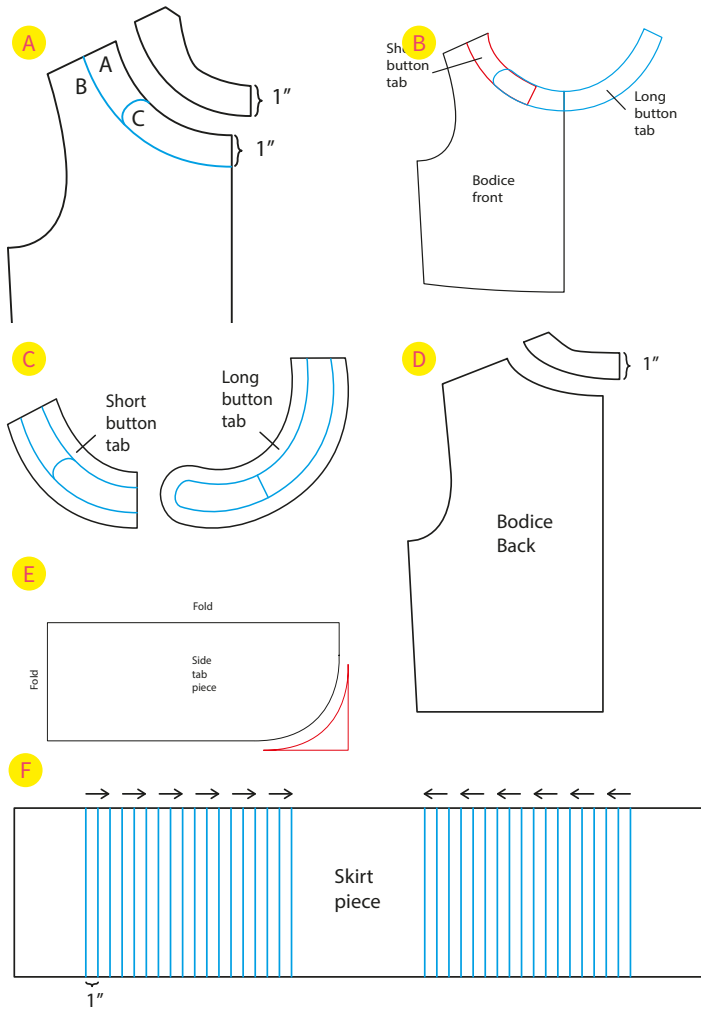 A
A
B
C
1”
1”
B
Sho
button
tab
Long
button
tab
Bodice
front
C
Short
button
tab
Long
button
tab
D
1”
Bodice
Back
E
Fold
Fold
Side
tab
piece
F
Skirt
piece
1”